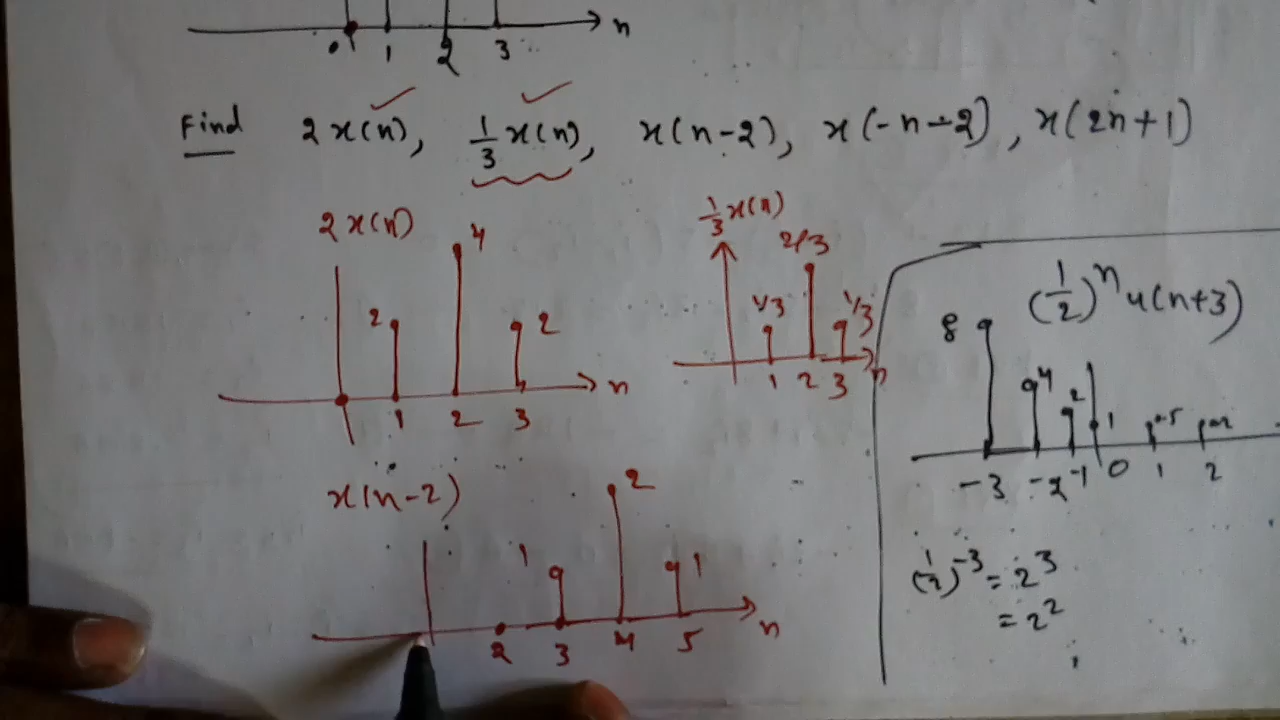 0 1 2 3 n
Find 2x(n), 1/3 x(n), x(n-2), x(-n-2), x(2n+1)
2x(n)
4
2 2
1 2 3 n
1/3 x(n)
2/3
1/3 1/3
1 2 3 n
(1/2)^n u(n+3)
8
4 2 1
-3 -2 -1 0 1 2
(1/2)^-3 = 2^3
= 2^2
x(n-2)
2
1 1
2 3 4 5 n